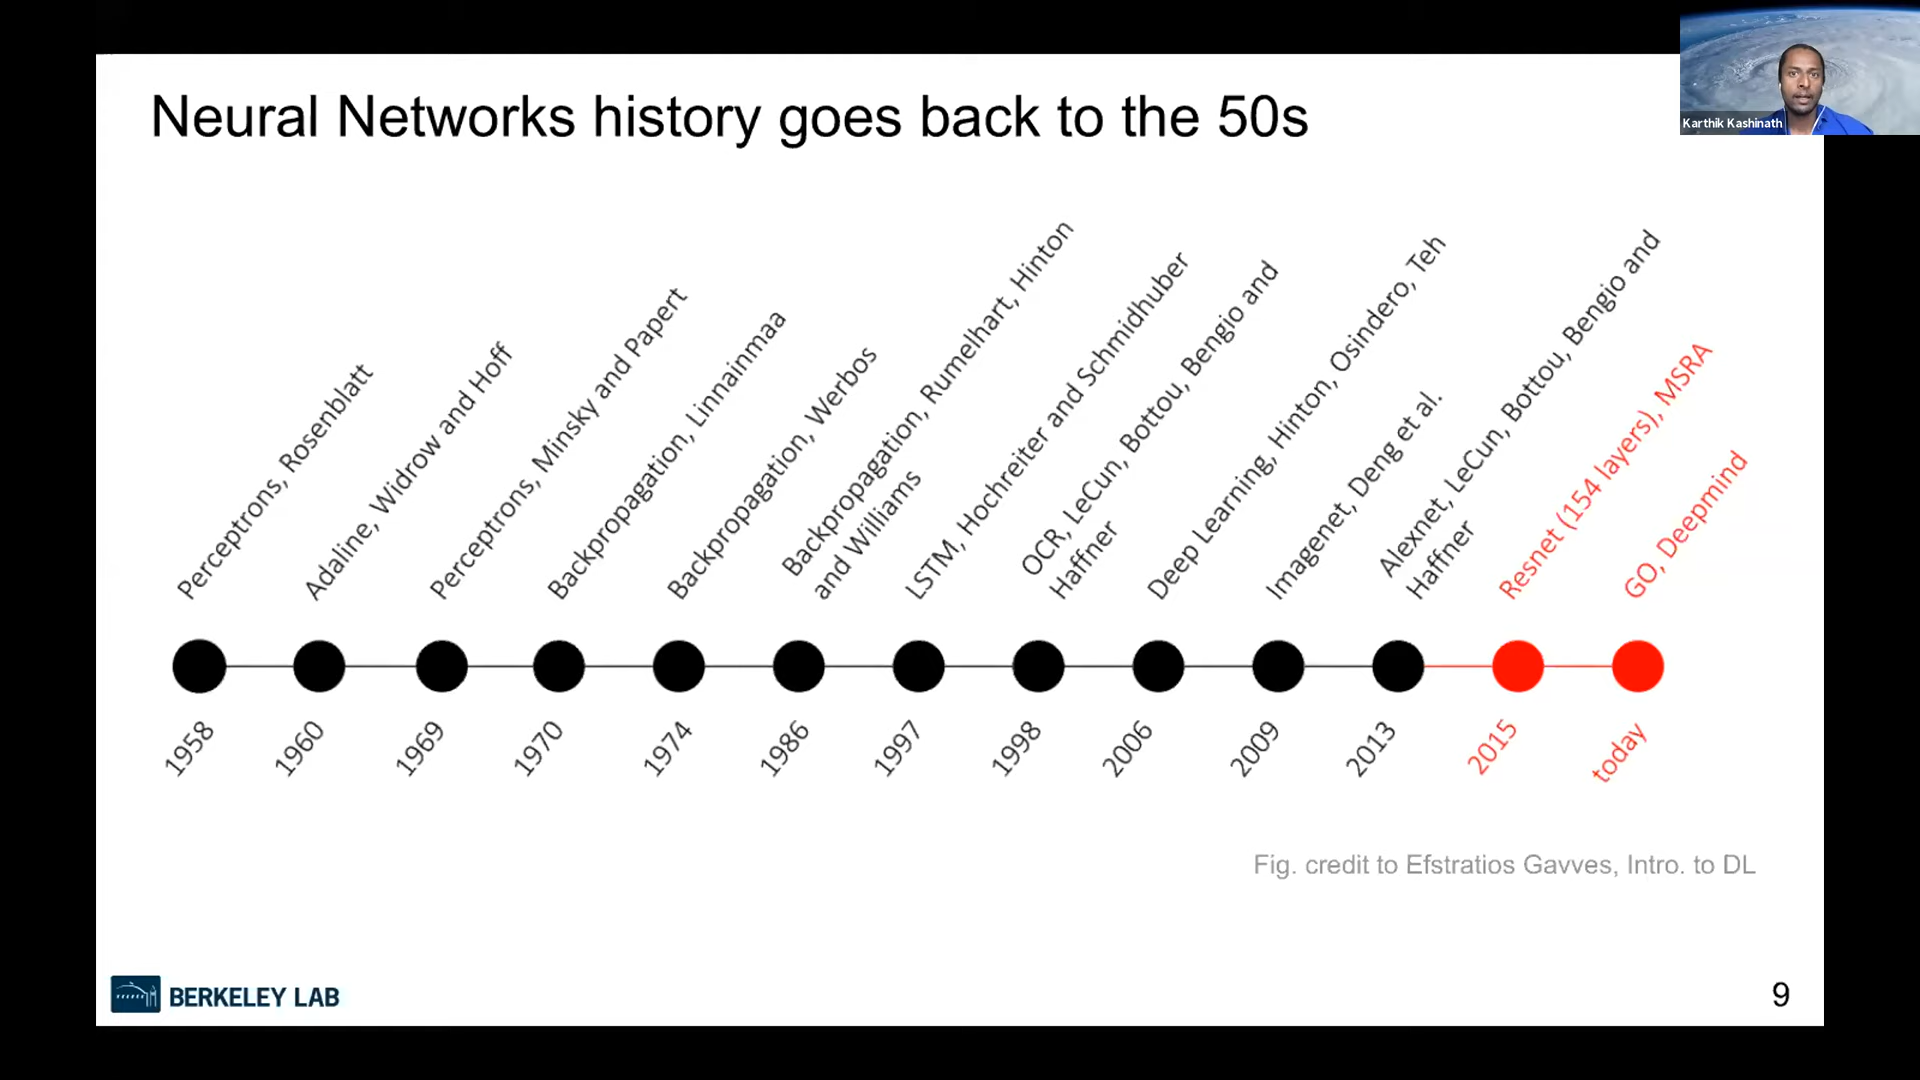 Karthik Kashinath
Neural Networks history goes back to the 50s
Perceptrons, Rosenblatt
Adaline, Widrow and Hoff
Perceptrons, Minsky and Papert
Backpropagation, Linnainmaa
Backpropagation, Werbos
Backpropagation, Rumelhart, Hinton
and Williams
LSTM, Hochreiter and Schmidhuber
OCR, LeCun, Bottou, Bengio and
Haffner
Deep Learning, Hinton, Osindero, Teh
Imagenet, Deng et al.
Alexnet, LeCun, Bottou, Bengio and
Haffner
Resnet (154 layers), MSRA
GO, Deepmind
1958
1960
1969
1970
1974
1986
1997
1998
2006
2009
2013
2015
today
Fig. credit to Efstratios Gavves, Intro. to DL
BERKELEY LAB
9